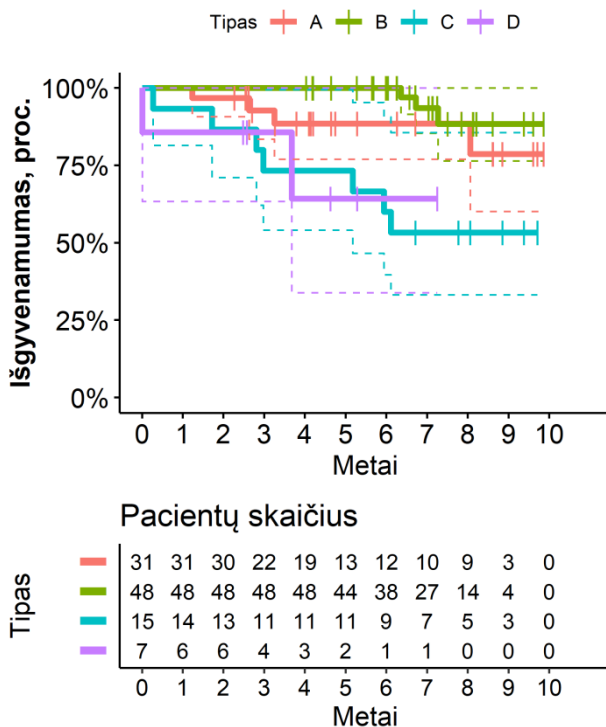 Tipas A B C D
Išgyvenamumas, proc.
100%
75%
50%
25%
0%
0 1 2 3 4 5 6 7 8 9 10
Metai
Pacientų skaičius
Tipas
31 31 30 22 19 13 12 10 9 3 0
48 48 48 48 48 44 38 27 14 4 0
15 14 13 11 11 11 9 7 5 3 0
7 6 6 4 3 2 1 1 0 0 0
0 1 2 3 4 5 6 7 8 9 10
Metai